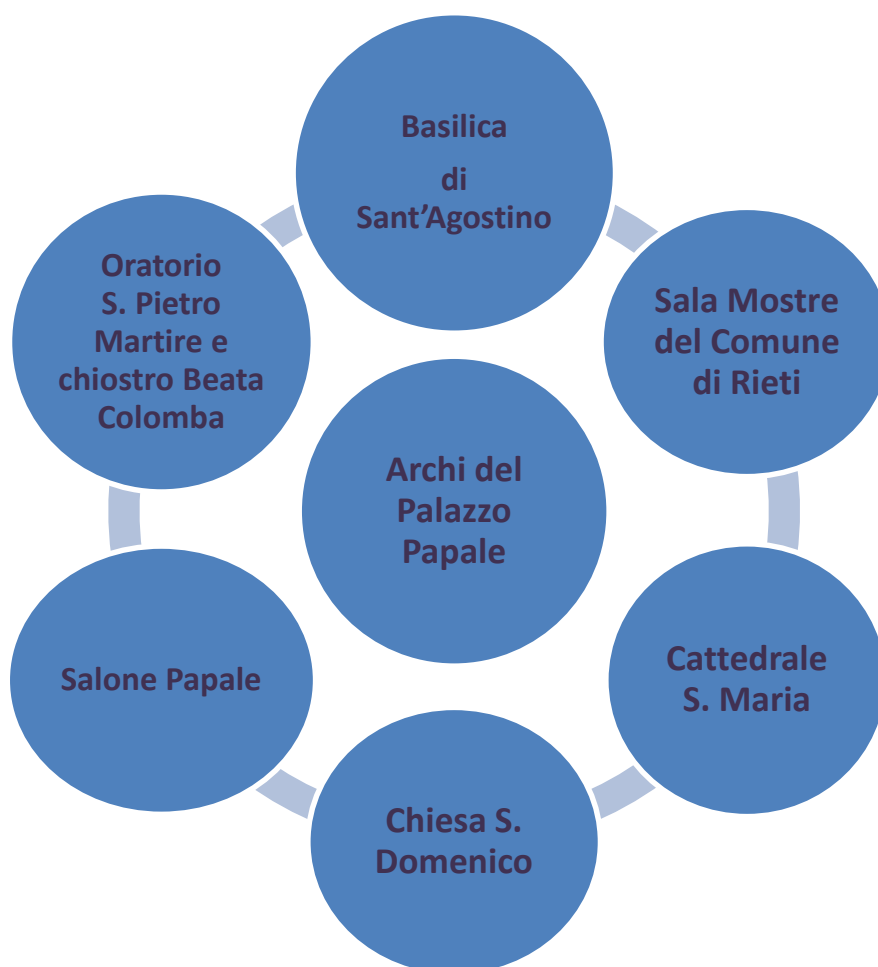 Basilica
di
Sant’Agostino
Oratorio
S. Pietro
Martire e
chiostro Beata
Colomba
Sala Mostre
del Comune
di Rieti
Archi del
Palazzo
Papale
Salone Papale
Cattedrale
S. Maria
Chiesa S.
Domenico